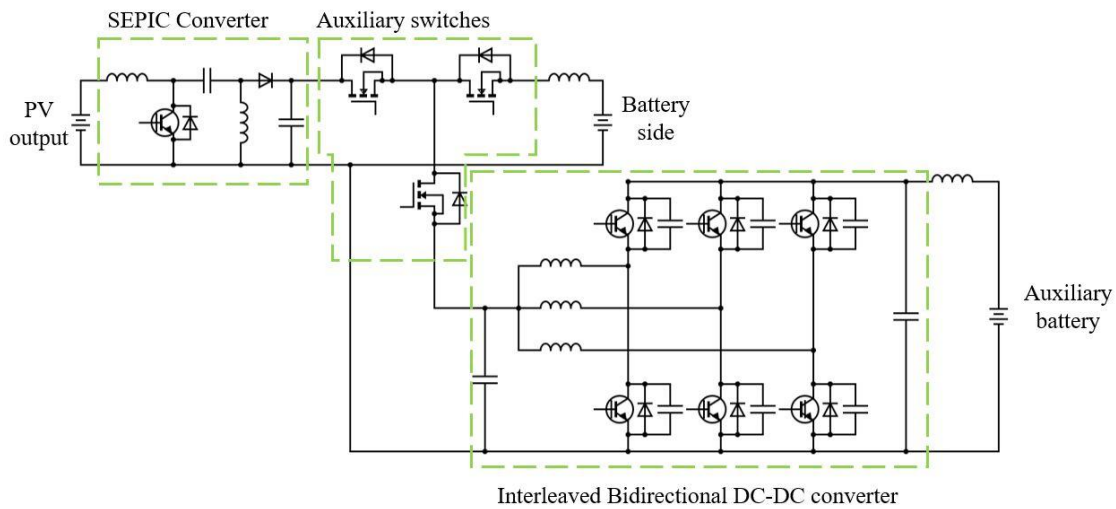 SEPIC Converter
Auxiliary switches
PV
output
Battery
side
Auxiliary
battery
Interleaved Bidirectional DC-DC converter